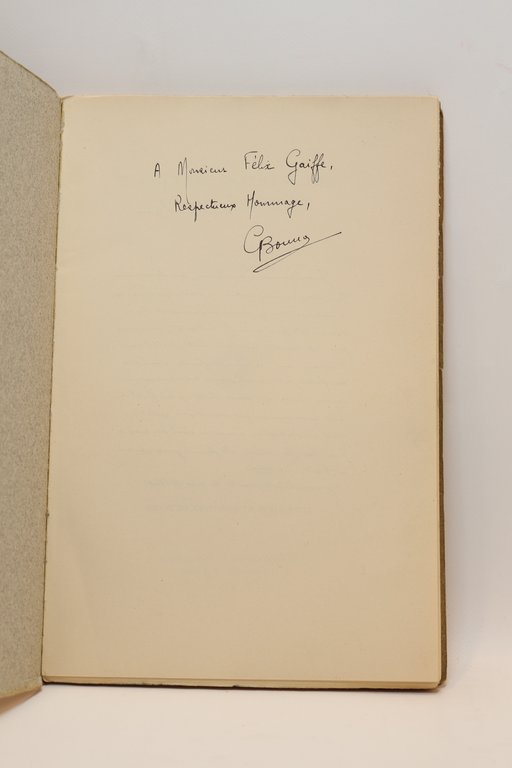 A Monsieur Félix Gaiffe,
Respectueux Hommage,